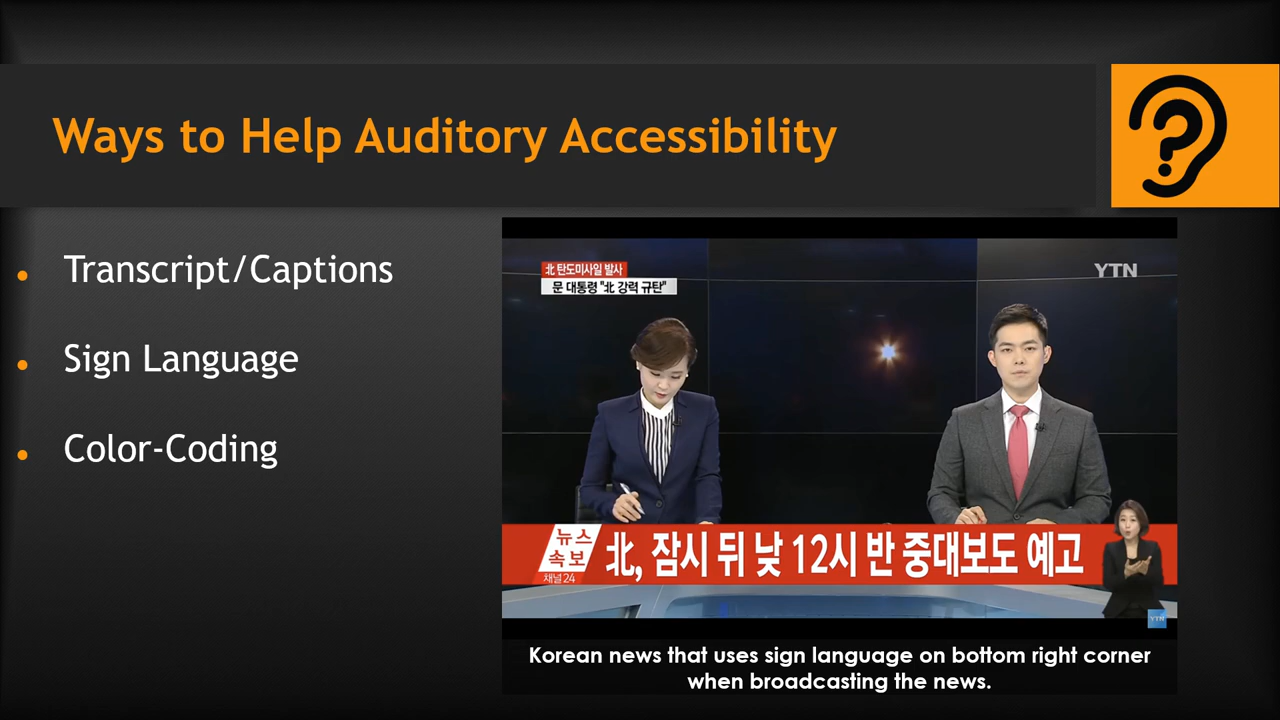 Ways to Help Auditory Accessibility
Transcript/Captions
Sign Language
Color-Coding
北 탄도미사일 발사
문 대통령 "北 강력 규탄"
YTN
뉴스
속보
채널24
北, 잠시 뒤 낮 12시 반 중대보도 예고
YTN
Korean news that uses sign language on bottom right corner
when broadcasting the news.